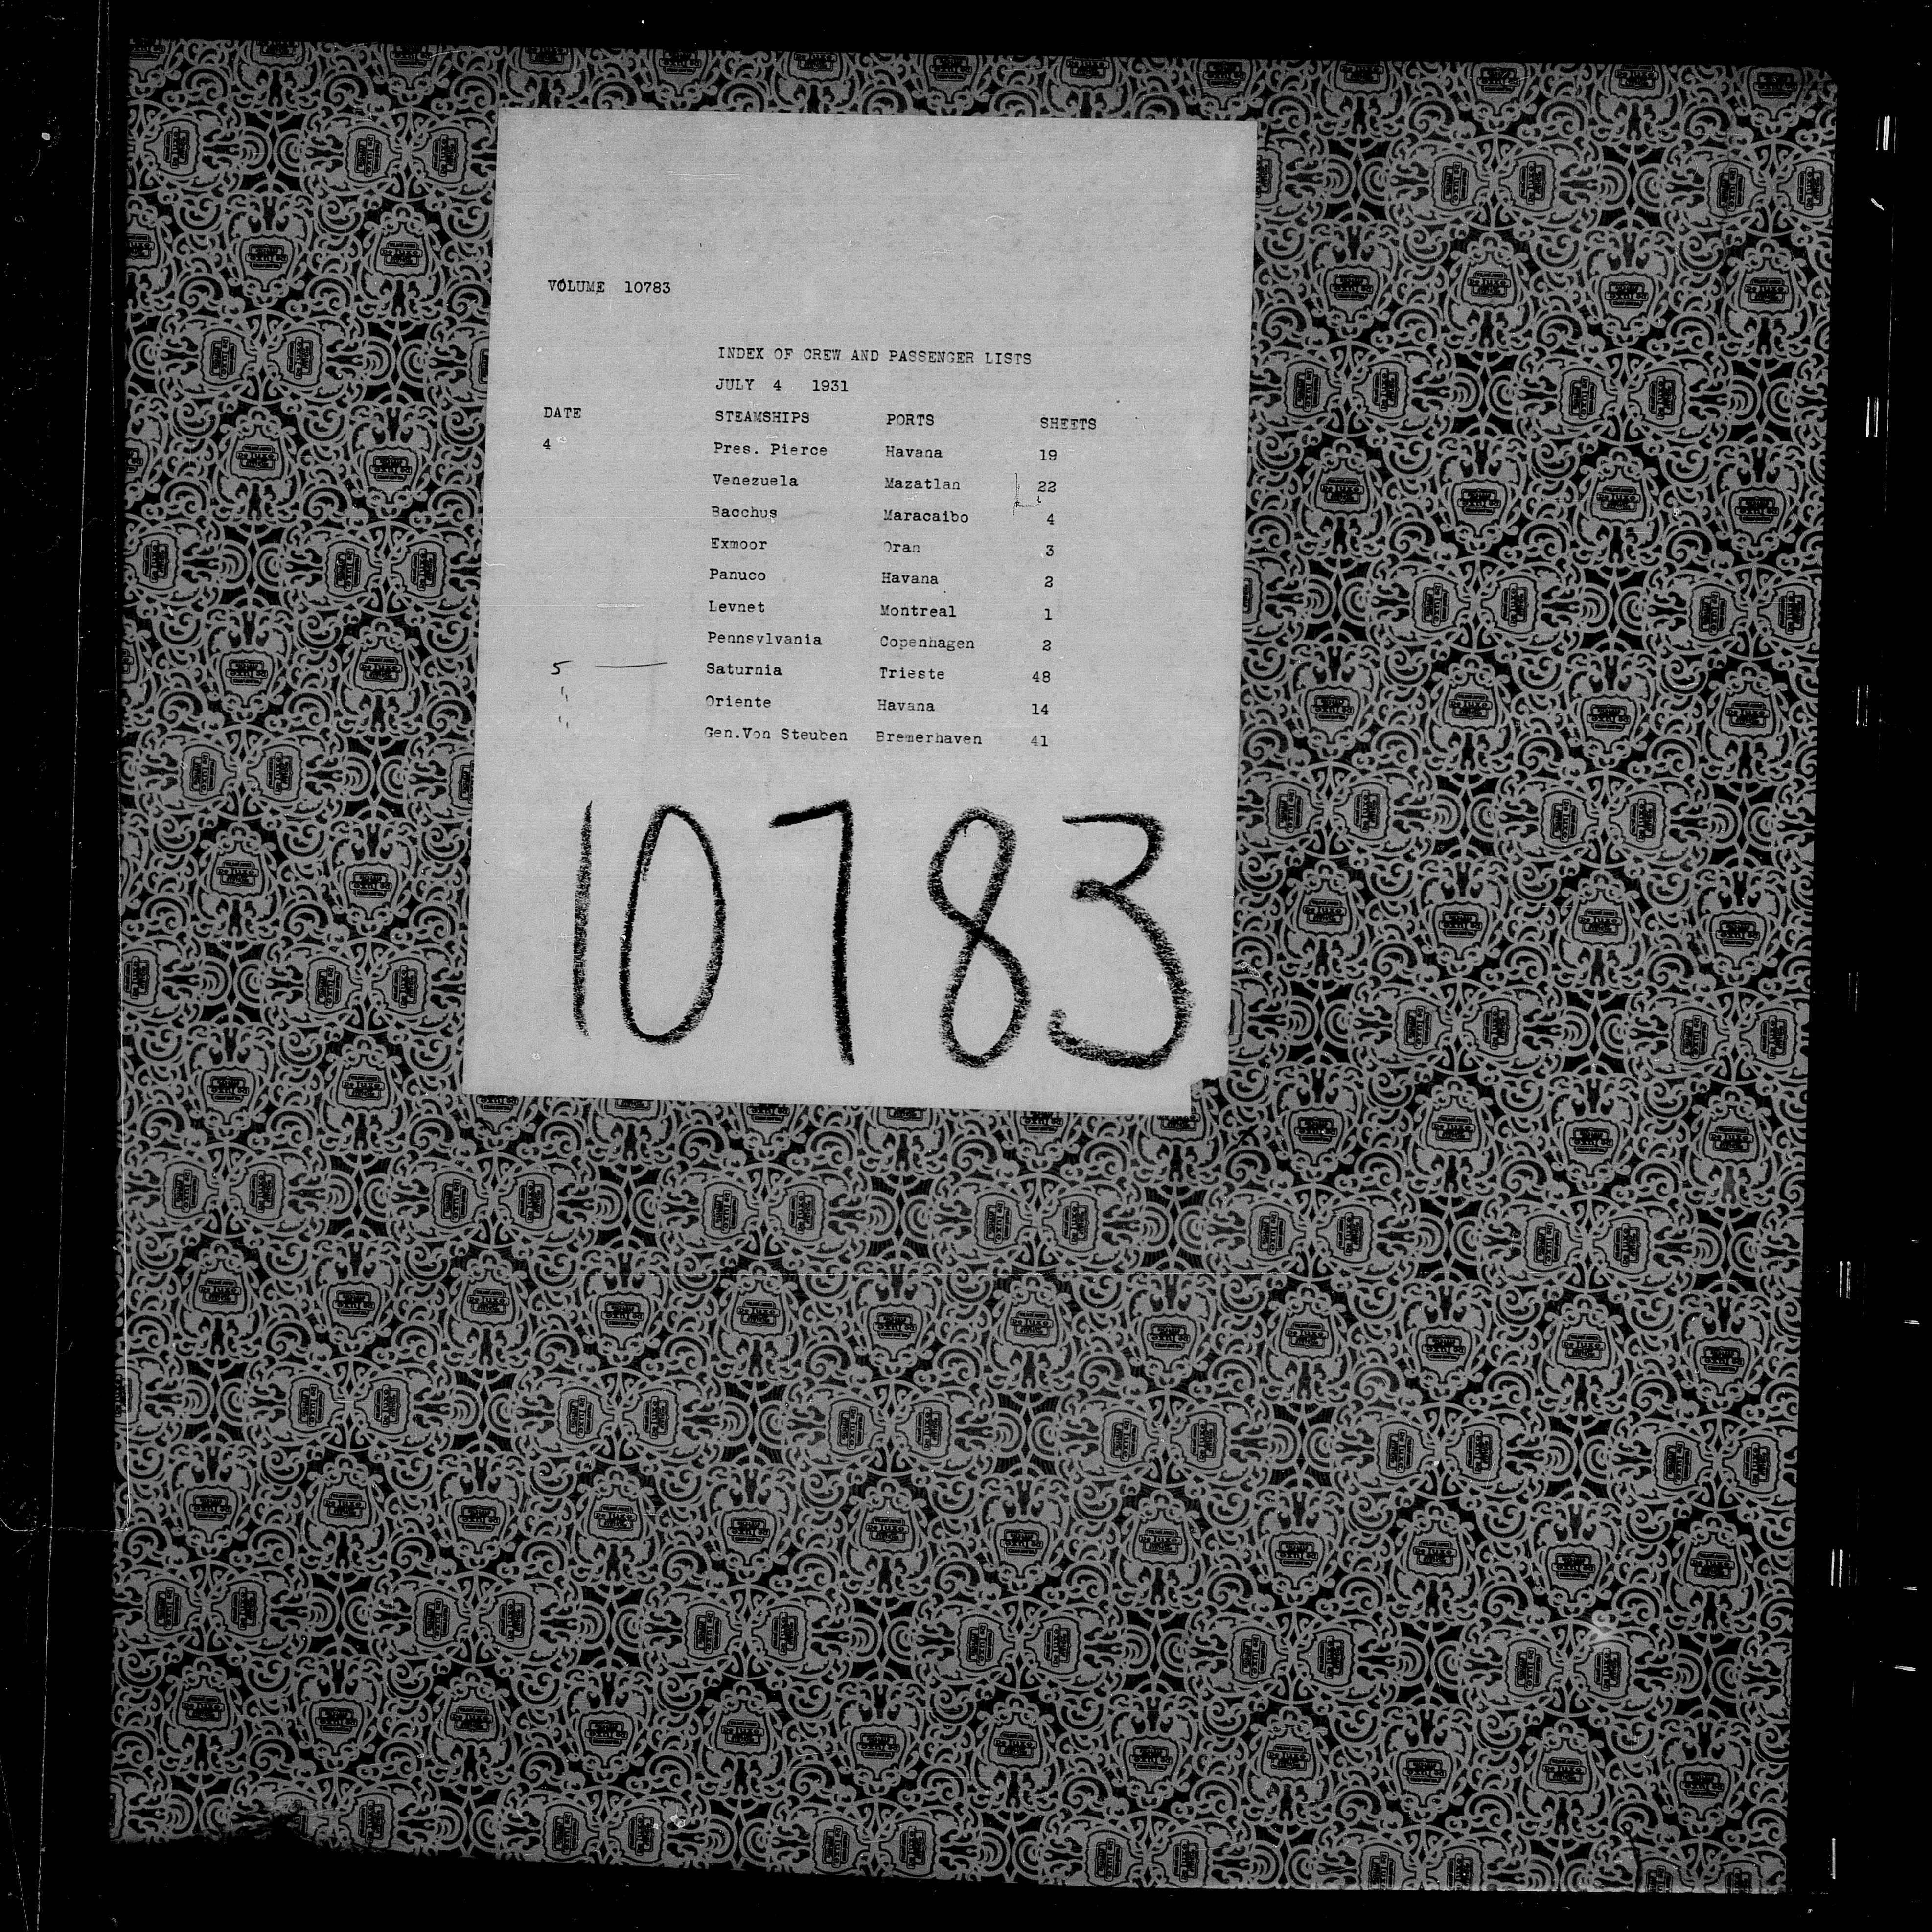 VOLUME 10783
INDEX OF CREW AND PASSENGER LISTS
JULY 4 1931
DATE STEAMSHIPS PORTS SHEETS
4 Pres. Pierce Havana 19
Venezuela Mazatlan 22
Bacchus Maracaibo 4
Exmoor Oran 3
Panuco Havana 2
Levnet Montreal 1
Pennsylvania Copenhagen 2
5 — Saturnia Trieste 48
" Oriente Havana 14
" Gen.Von Steuben Bremerhaven 41
10783